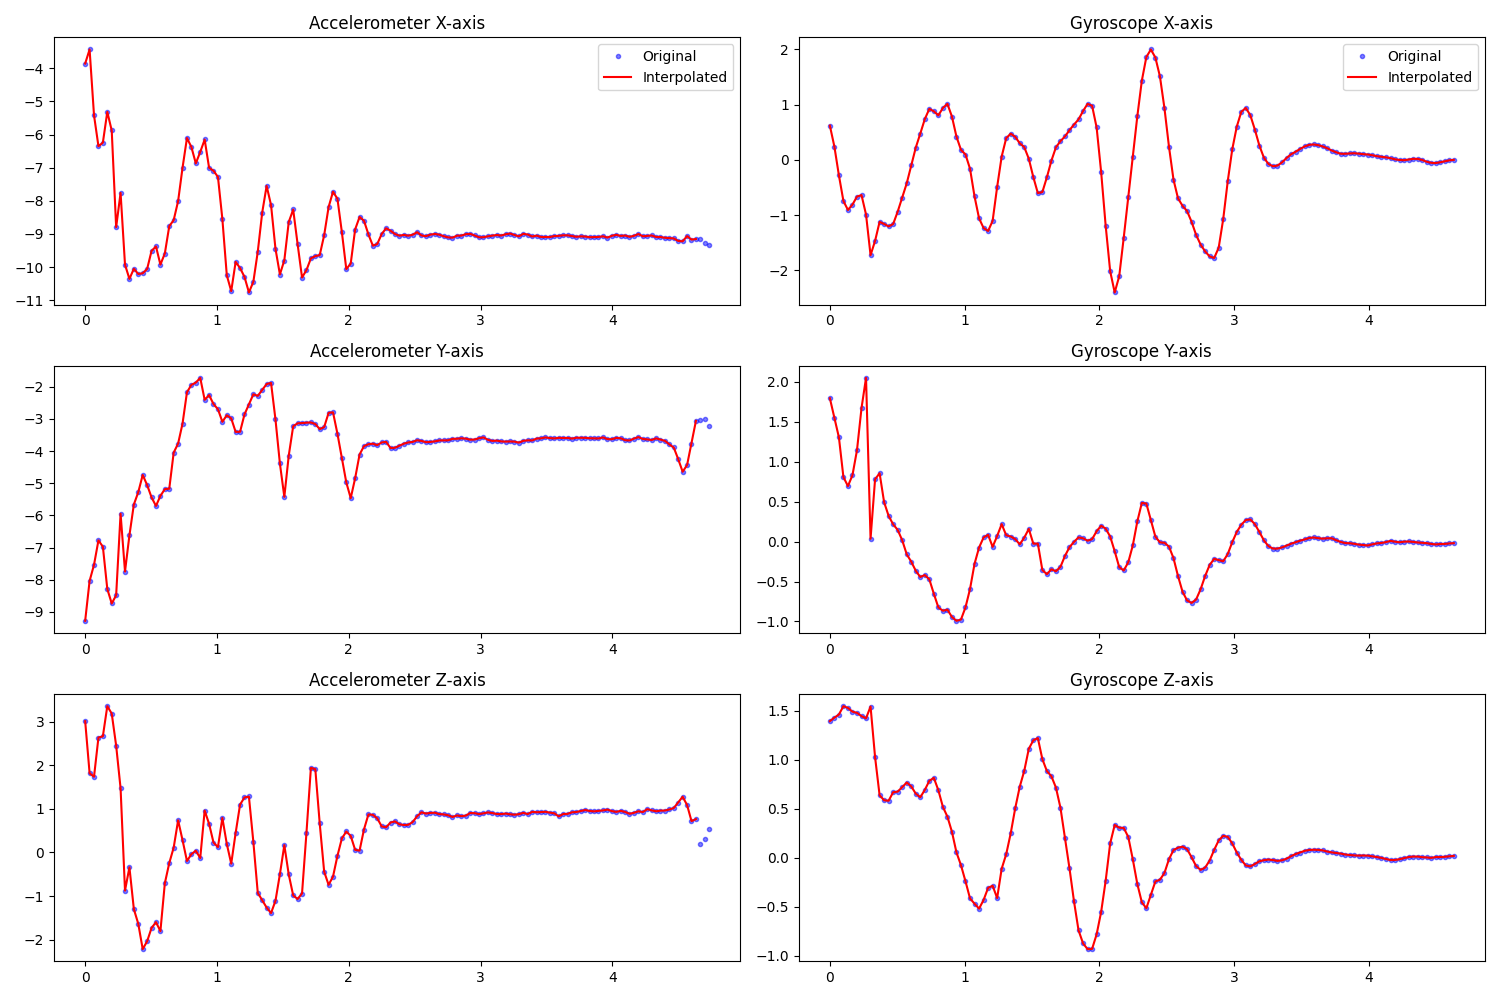 Accelerometer X-axis
Original
Interpolated
−4
−5
−6
−7
−8
−9
−10
−11
0 1 2 3 4
Gyroscope X-axis
Original
Interpolated
2
1
0
−1
−2
0 1 2 3 4
Accelerometer Y-axis
−2
−3
−4
−5
−6
−7
−8
−9
0 1 2 3 4
Gyroscope Y-axis
2.0
1.5
1.0
0.5
0.0
−0.5
−1.0
0 1 2 3 4
Accelerometer Z-axis
3
2
1
0
−1
−2
0 1 2 3 4
Gyroscope Z-axis
1.5
1.0
0.5
0.0
−0.5
−1.0
0 1 2 3 4